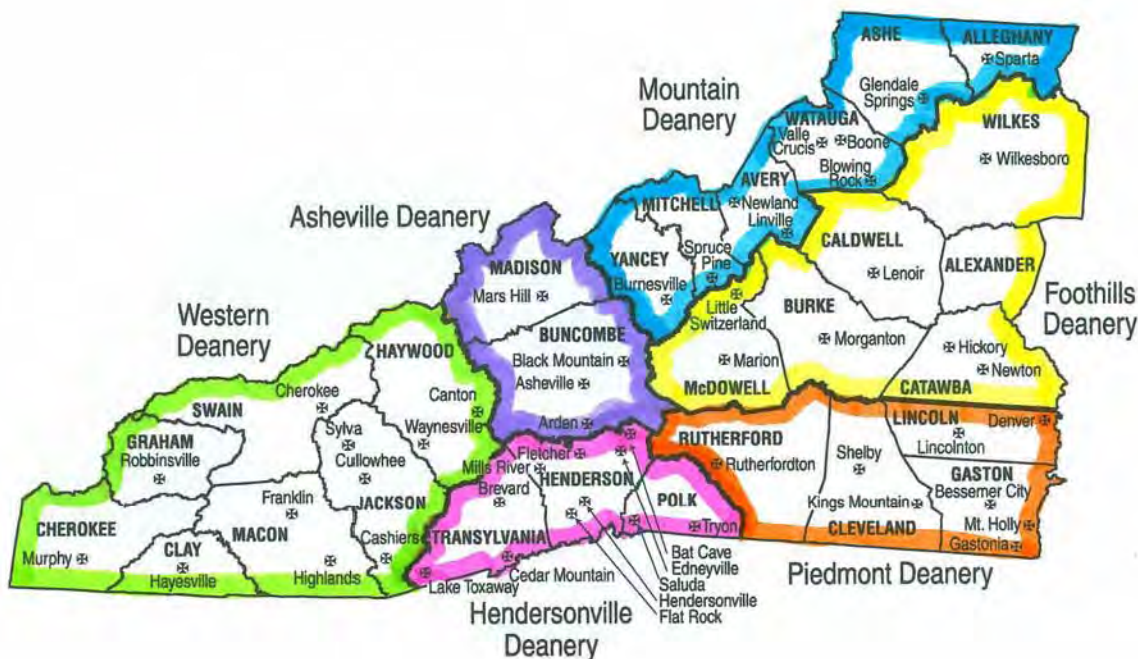 ASHE
ALLEGHANY
Sparta
Mountain
Deanery
Glendale
Springs
WATAUGA
Valle
Crucis
Boone
Blowing
Rock
WILKES
Wilkesboro
AVERY
Newland
Linville
MITCHELL
Spruce
Pine
YANCEY
Burnesville
Asheville Deanery
MADISON
Mars Hill
BUNCOMBE
Black Mountain
Asheville
Arden
CALDWELL
Lenoir
ALEXANDER
Little
Switzerland
BURKE
Morganton
Marion
McDOWELL
Hickory
Newton
CATAWBA
Foothills
Deanery
Western
Deanery
HAYWOOD
Canton
Waynesville
Cherokee
SWAIN
Sylva
Cullowhee
GRAHAM
Robbinsville
JACKSON
Franklin
CHEROKEE
Murphy
MACON
Cashiers
CLAY
Hayesville
Highlands
Fletcher
Mills River
Brevard
HENDERSON
POLK
Tryon
TRANSYLVANIA
Lake Toxaway
Cedar Mountain
Bat Cave
Edneyville
Saluda
Hendersonville
Flat Rock
Hendersonville
Deanery
RUTHERFORD
Rutherfordton
Shelby
Kings Mountain
CLEVELAND
LINCOLN
Denver
Lincolnton
GASTON
Bessemer City
Mt. Holly
Gastonia
Piedmont Deanery